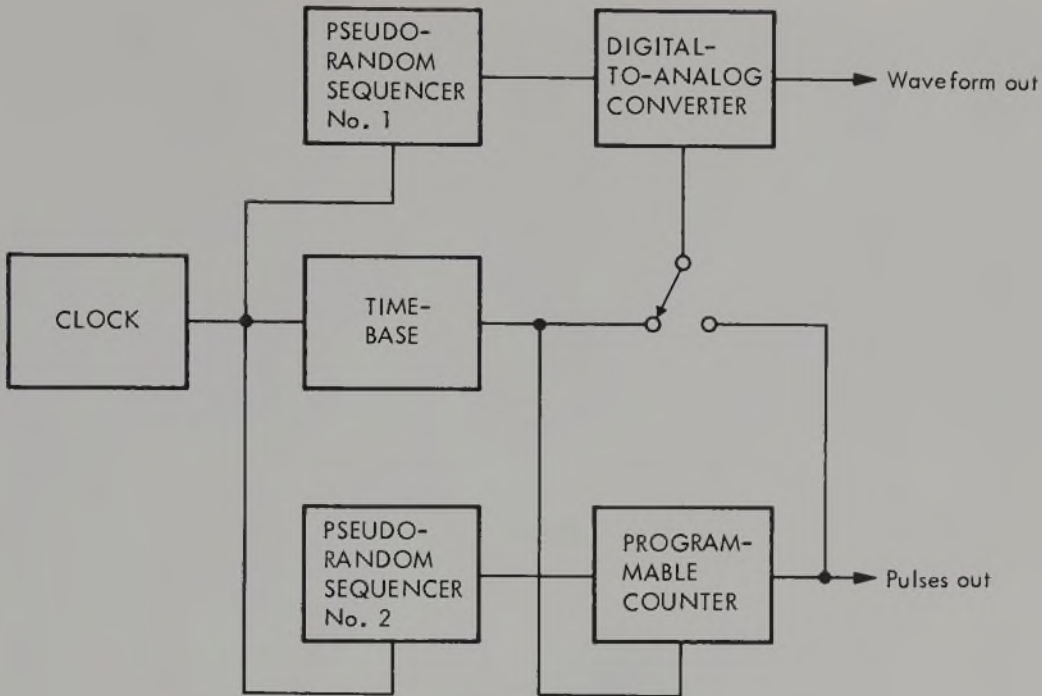 PSEUDO-
RANDOM
SEQUENCER
No. 1
DIGITAL-
TO-ANALOG
CONVERTER
Waveform out
CLOCK
TIME-
BASE
PSEUDO-
RANDOM
SEQUENCER
No. 2
PROGRAM-
MABLE
COUNTER
Pulses out